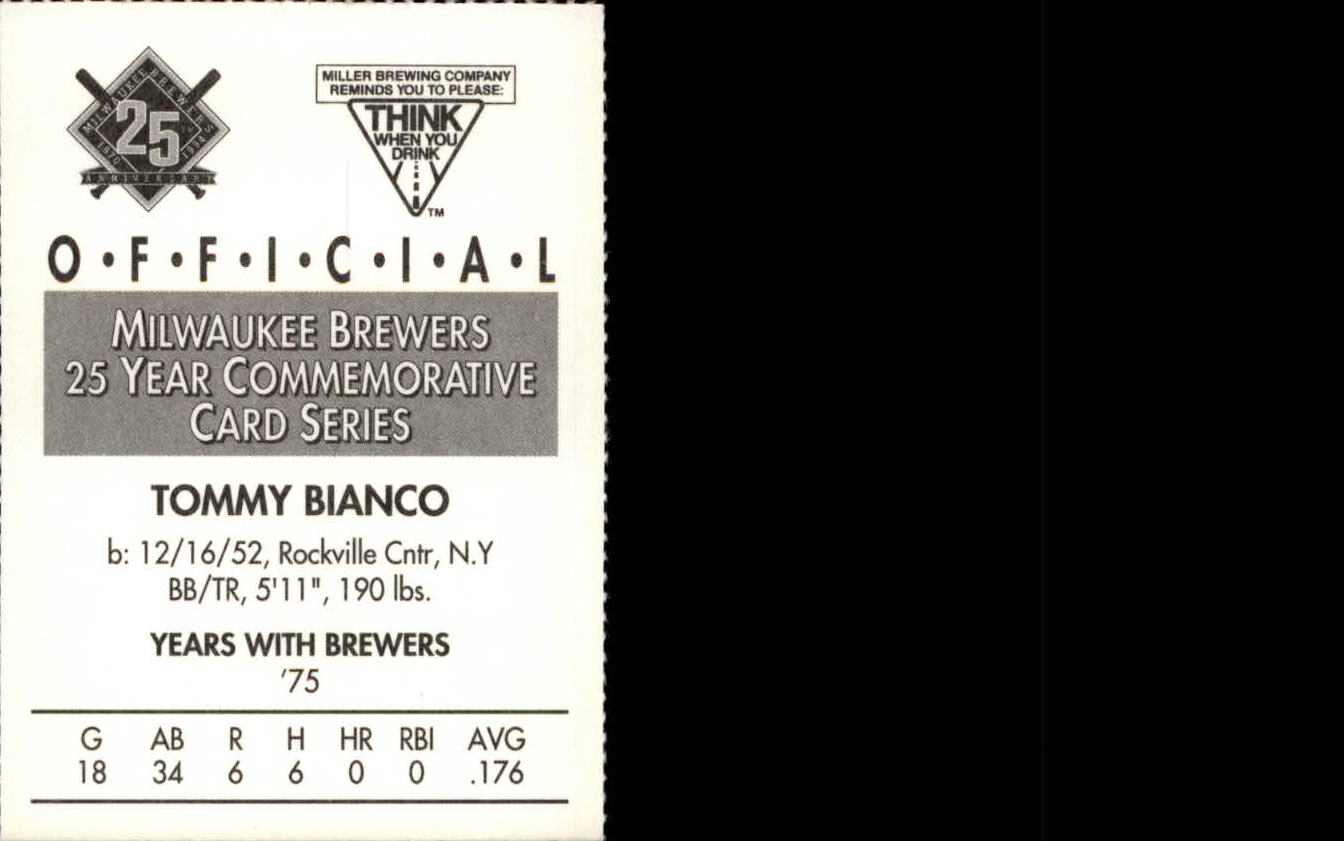 MILWAUKEE BREWERS
25TH
1970 1994
ANNIVERSARY
MILLER BREWING COMPANY
REMINDS YOU TO PLEASE:
THINK
WHEN YOU
DRINK
TM
O•F•F•I•C•I•A•L
MILWAUKEE BREWERS
25 YEAR COMMEMORATIVE
CARD SERIES
TOMMY BIANCO
b: 12/16/52, Rockville Cntr, N.Y
BB/TR, 5'11", 190 lbs.
YEARS WITH BREWERS
'75
G AB R H HR RBI AVG
18 34 6 6 0 0 .176